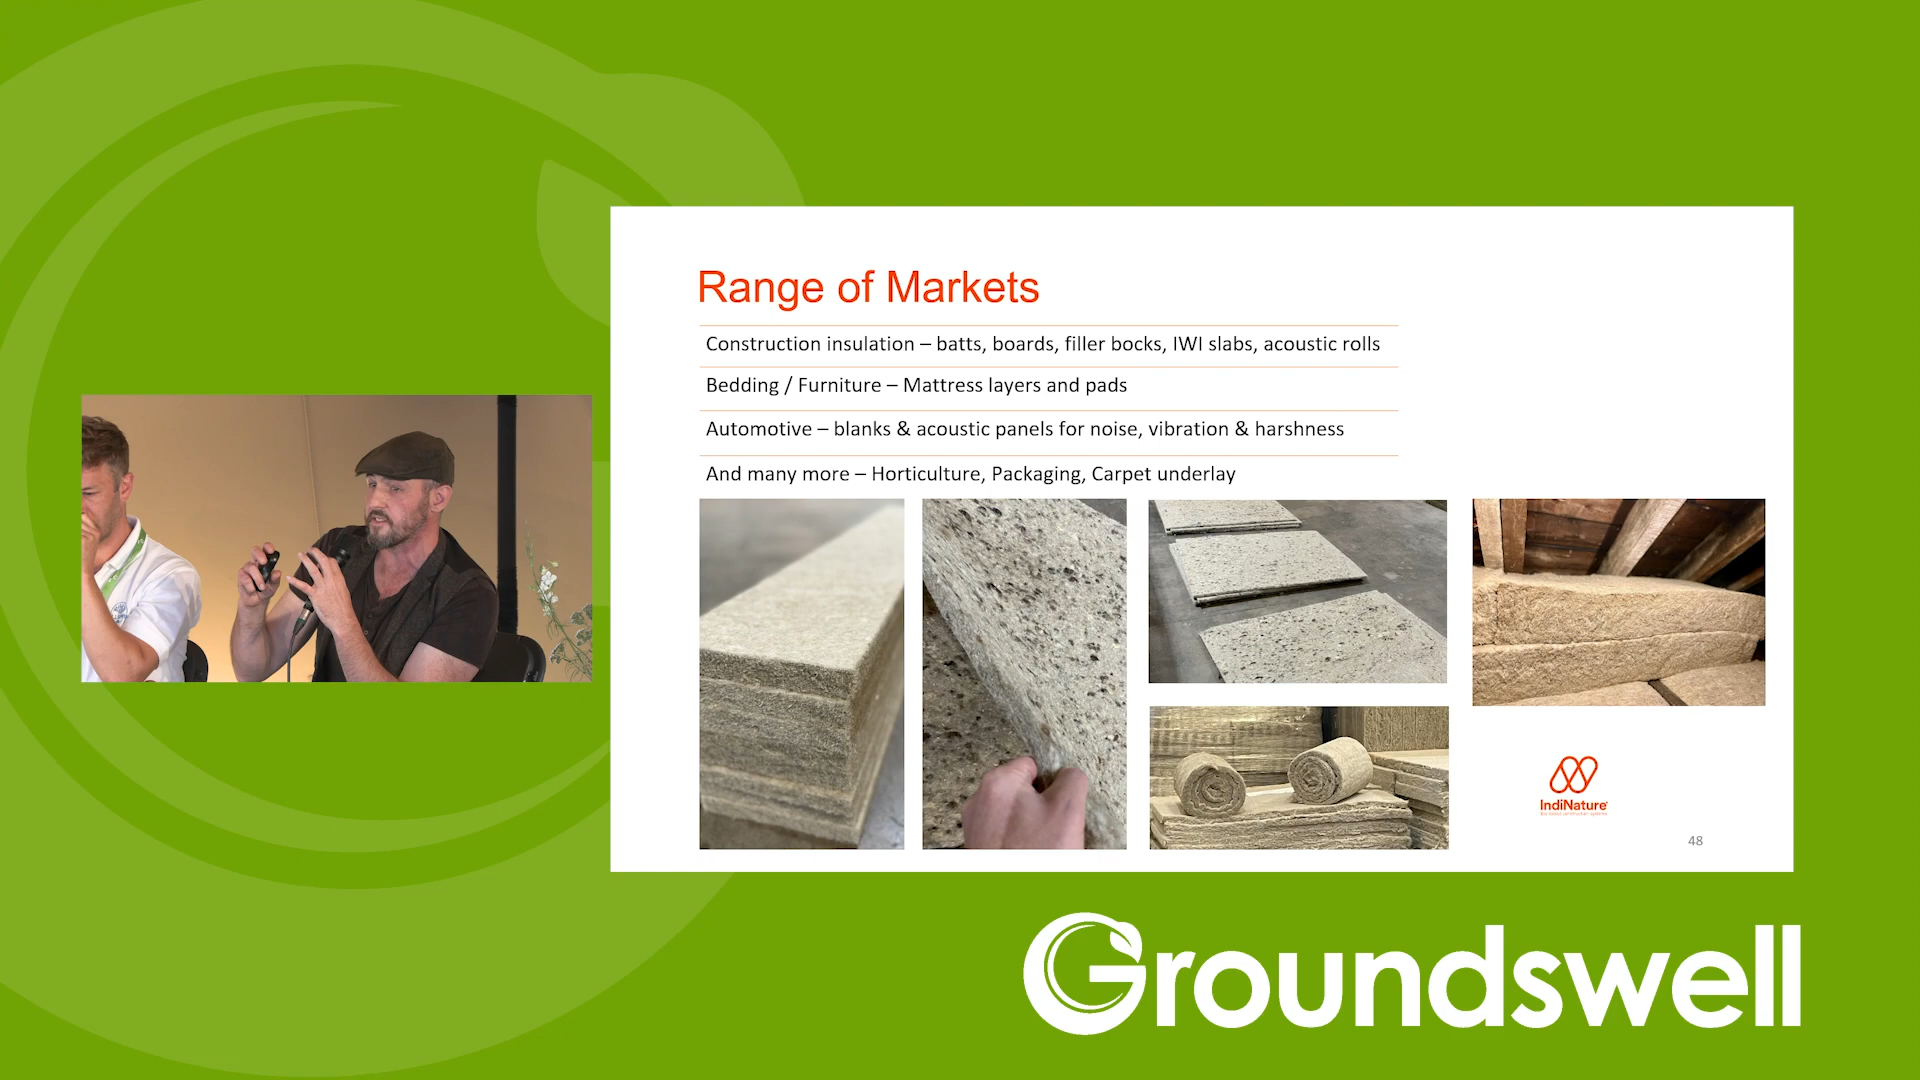 Range of Markets
Construction insulation – batts, boards, filler bocks, IWI slabs, acoustic rolls
Bedding / Furniture – Mattress layers and pads
Automotive – blanks & acoustic panels for noise, vibration & harshness
And many more – Horticulture, Packaging, Carpet underlay
IndiNature
48
Groundswell